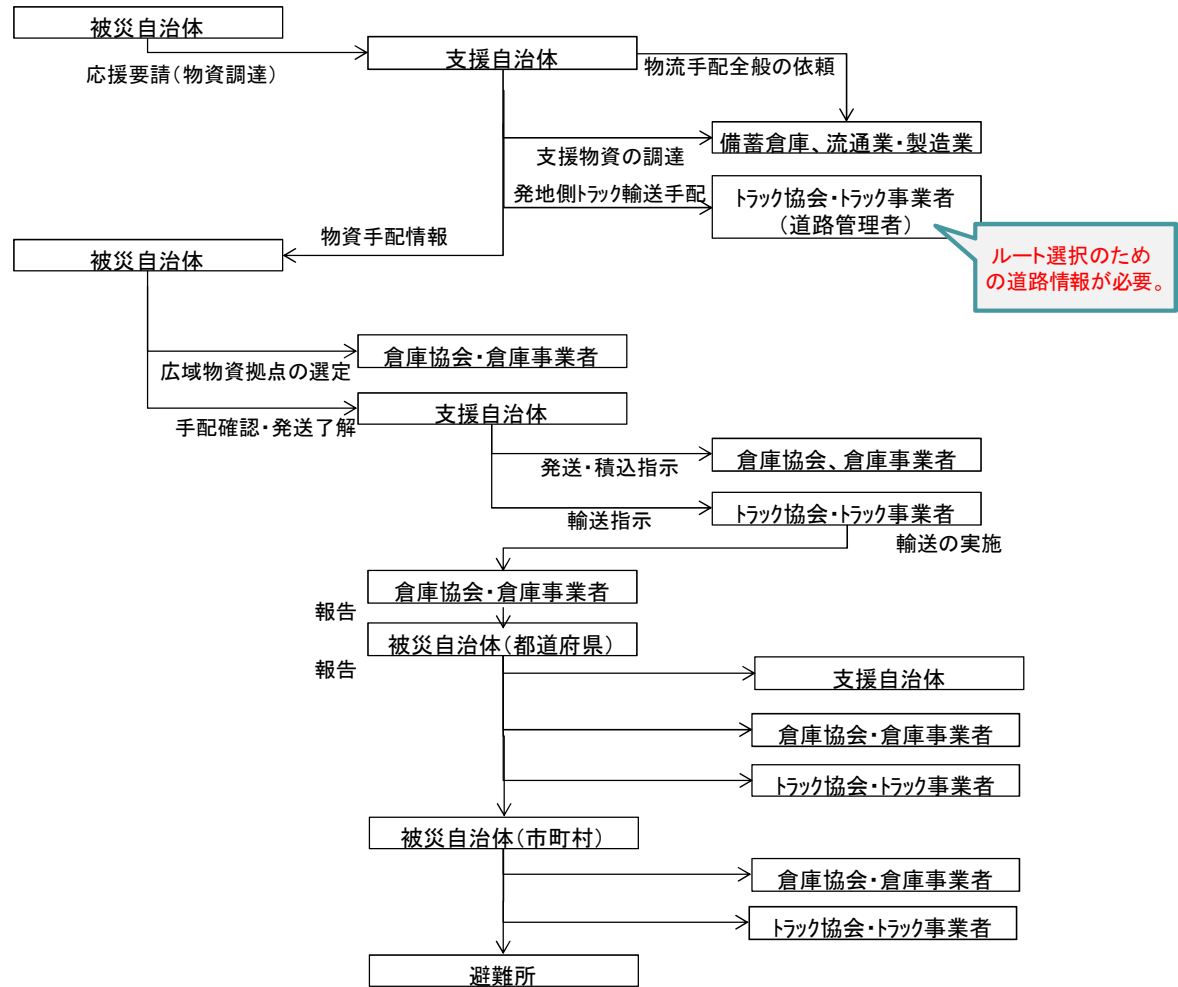 被災自治体
応援要請(物資調達)
支援自治体
物流手配全般の依頼
備蓄倉庫、流通業・製造業
支援物資の調達
発地側トラック輸送手配
トラック協会・トラック事業者
(道路管理者)
ルート選択のため
の道路情報が必要。
物資手配情報
被災自治体
倉庫協会・倉庫事業者
広域物資拠点の選定
支援自治体
手配確認・発送了解
倉庫協会、倉庫事業者
発送・積込指示
トラック協会・トラック事業者
輸送指示
輸送の実施
倉庫協会・倉庫事業者
報告
被災自治体(都道府県)
報告
支援自治体
倉庫協会・倉庫事業者
トラック協会・トラック事業者
被災自治体(市町村)
倉庫協会・倉庫事業者
トラック協会・トラック事業者
避難所